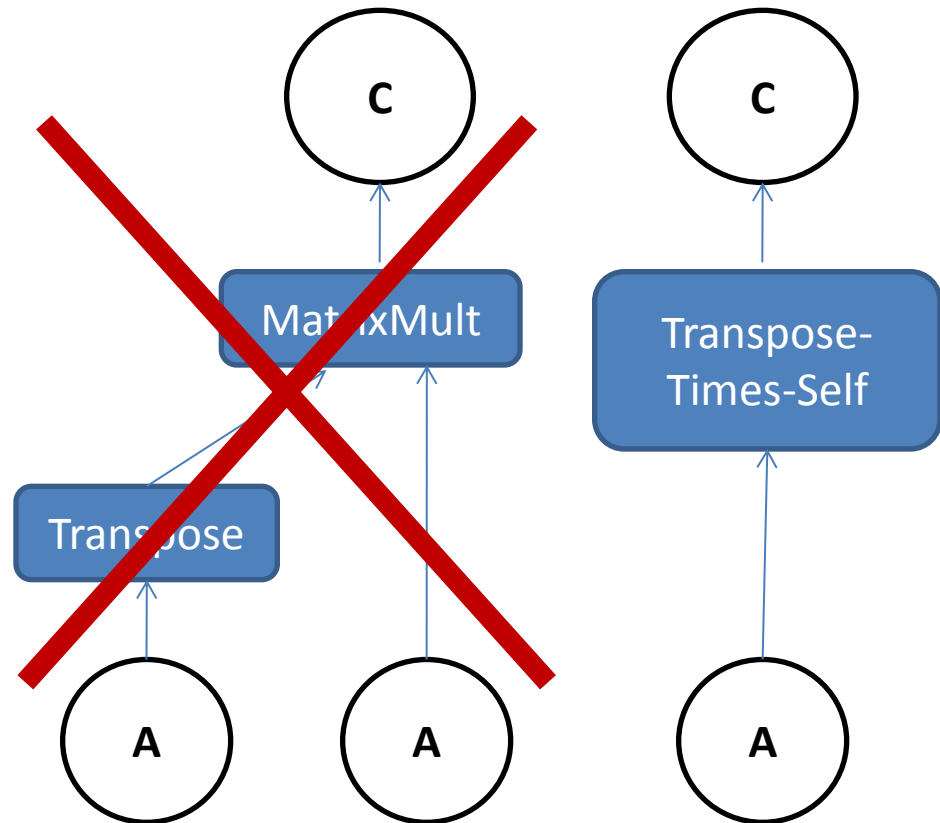 C
C
MatrixMult
Transpose-
Times-Self
Transpose
A
A
A